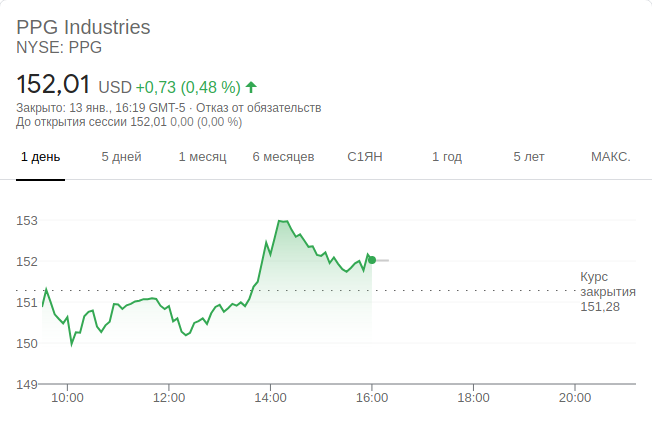 PPG Industries
NYSE: PPG
152,01 USD +0,73 (0,48 %)
Закрыто: 13 янв., 16:19 GMT-5 · Отказ от обязательств
До открытия сессии 152,01 0,00 (0,00 %)
1 день 5 дней 1 месяц 6 месяцев С1ЯН 1 год 5 лет МАКС.
153
152
151
150
149
Курс
закрытия
151,28
10:00 12:00 14:00 16:00 18:00 20:00